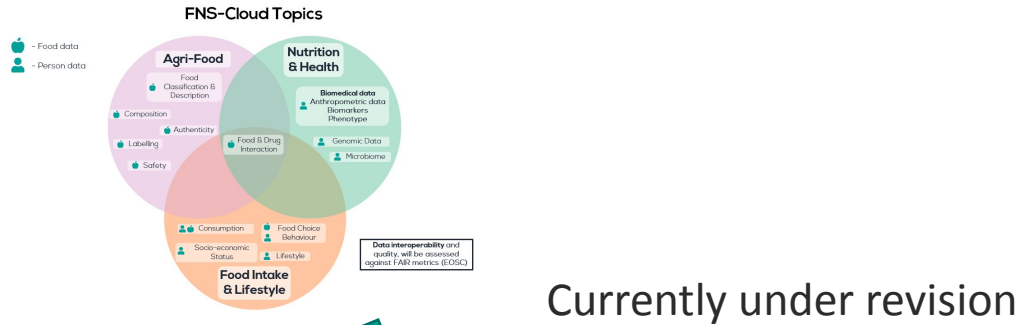 FNS-Cloud Topics
- Food data
- Person data
Agri-Food
Food
Classification &
Description
Composition
Authenticity
Labelling
Safety
Nutrition
& Health
Biomedical data
Anthropometric data
Biomarkers
Phenotype
Genomic Data
Microbiome
Food & Drug
Interaction
Consumption
Food Choice
Behaviour
Socio-economic
Status
Lifestyle
Food Intake
& Lifestyle
Data interoperability and
quality, will be assessed
against FAIR metrics (EOSC)
Currently under revision